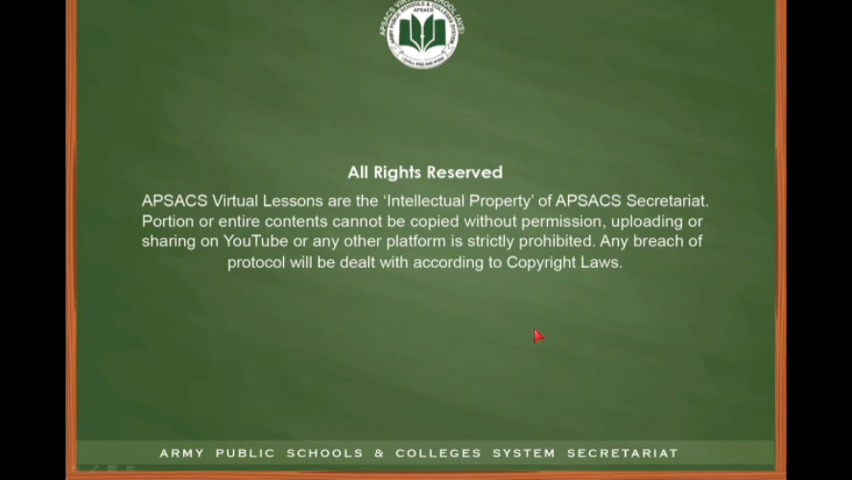 All Rights Reserved
APSACS Virtual Lessons are the ‘Intellectual Property’ of APSACS Secretariat.
Portion or entire contents cannot be copied without permission, uploading or
sharing on YouTube or any other platform is strictly prohibited. Any breach of
protocol will be dealt with according to Copyright Laws.
ARMY PUBLIC SCHOOLS & COLLEGES SYSTEM SECRETARIAT